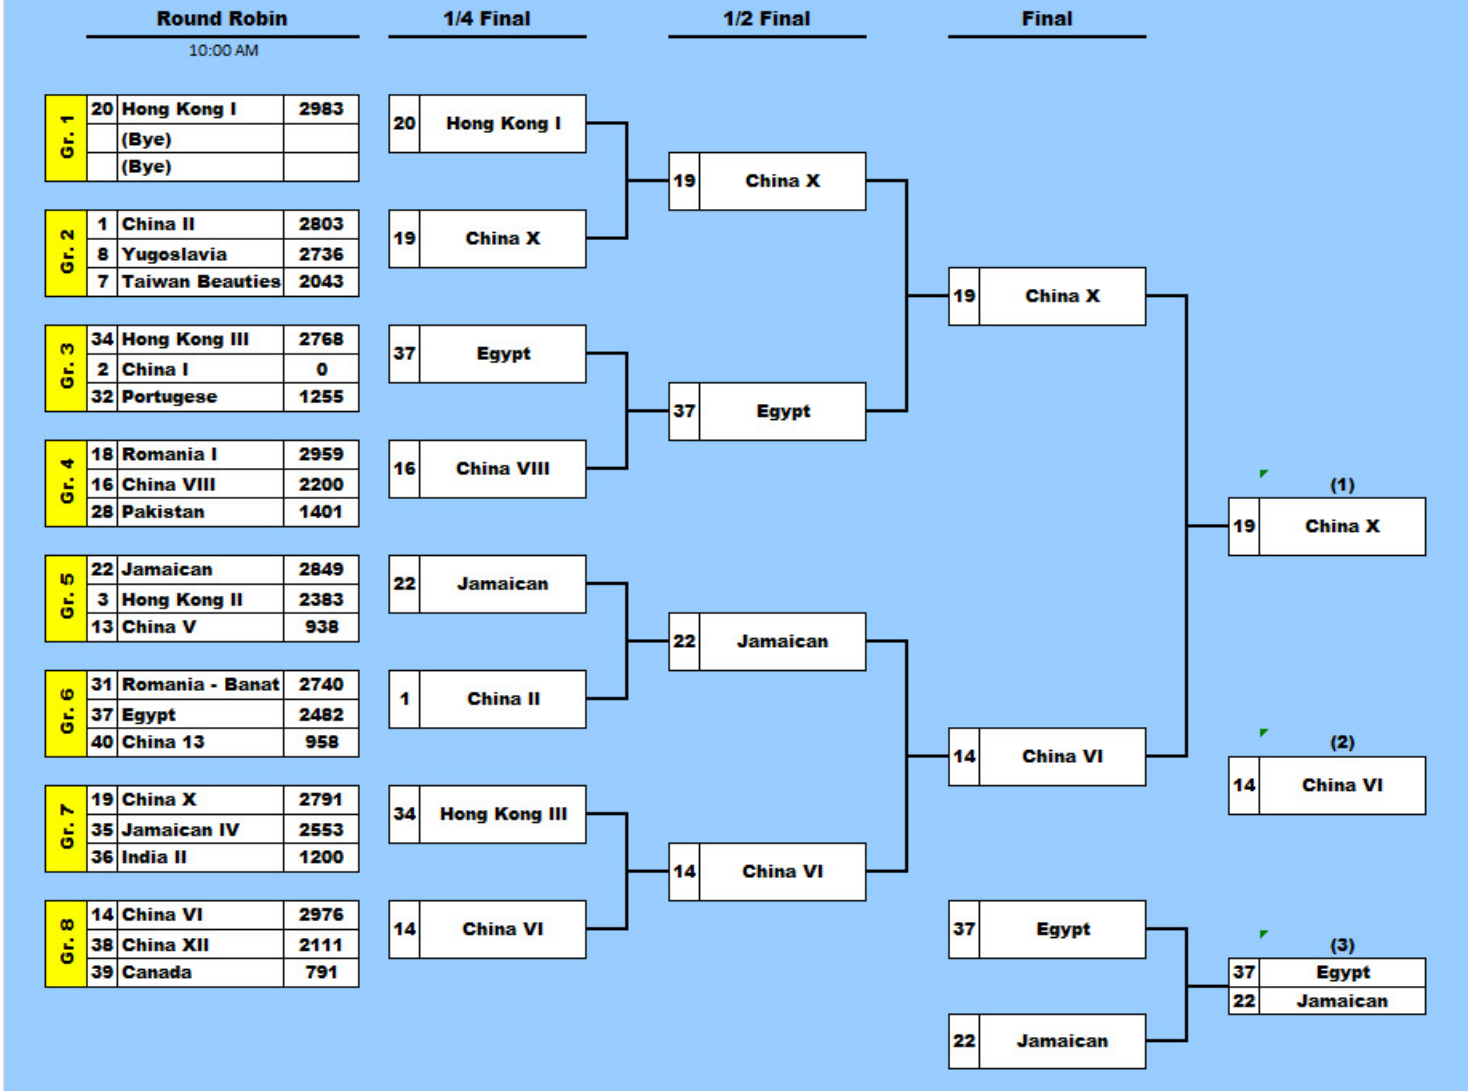 Round Robin 1/4 Final 1/2 Final Final
10:00 AM
Gr. 1
20 Hong Kong I 2983
(Bye)
(Bye)
Gr. 2
1 China II 2803
8 Yugoslavia 2736
7 Taiwan Beauties 2043
Gr. 3
34 Hong Kong III 2768
2 China I 0
32 Portugese 1255
Gr. 4
18 Romania I 2959
16 China VIII 2200
28 Pakistan 1401
Gr. 5
22 Jamaican 2849
3 Hong Kong II 2383
13 China V 938
Gr. 6
31 Romania - Banat 2740
37 Egypt 2482
40 China 13 958
Gr. 7
19 China X 2791
35 Jamaican IV 2553
36 India II 1200
Gr. 8
14 China VI 2976
38 China XII 2111
39 Canada 791
20 Hong Kong I
19 China X
37 Egypt
16 China VIII
22 Jamaican
1 China II
34 Hong Kong III
14 China VI
19 China X
37 Egypt
22 Jamaican
14 China VI
19 China X
14 China VI
37 Egypt
22 Jamaican
(1)
19 China X
(2)
14 China VI
(3)
37 Egypt
22 Jamaican